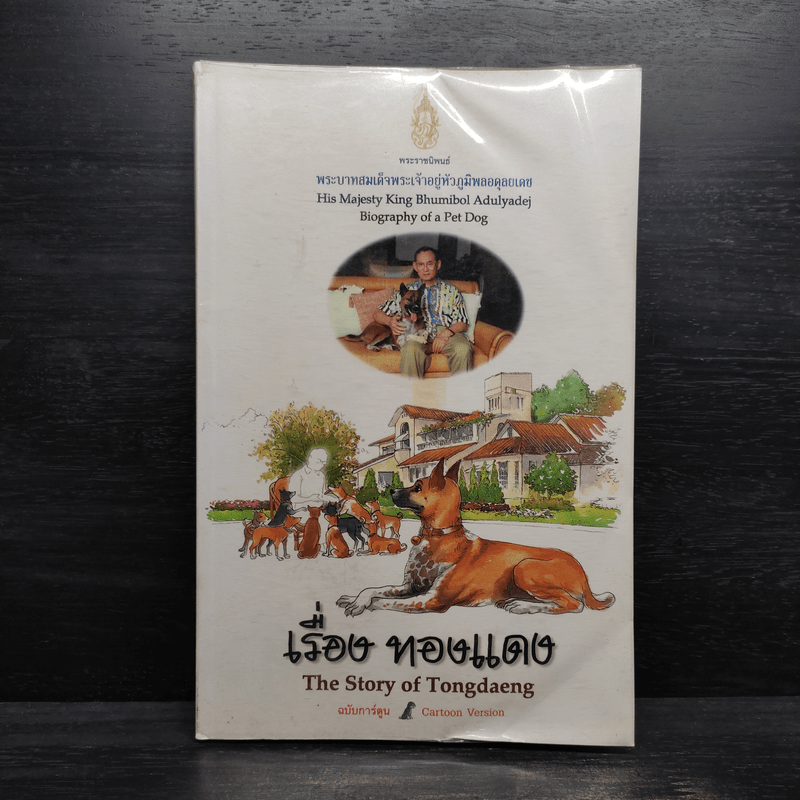 พระราชนิพนธ์
พระบาทสมเด็จพระเจ้าอยู่หัวภูมิพลอดุลยเดช
His Majesty King Bhumibol Adulyadej
Biography of a Pet Dog
เรื่อง ทองแดง
The Story of Tongdaeng
ฉบับการ์ตูน Cartoon Version